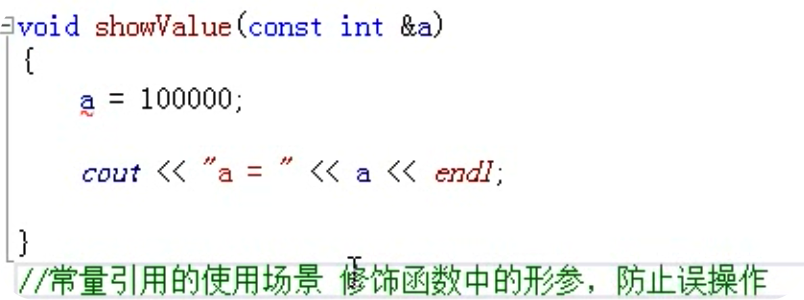 void showValue(const int &a)
{
a = 100000;
cout << "a = " << a << endl;
}
//常量引用的使用场景 修饰函数中的形参，防止误操作